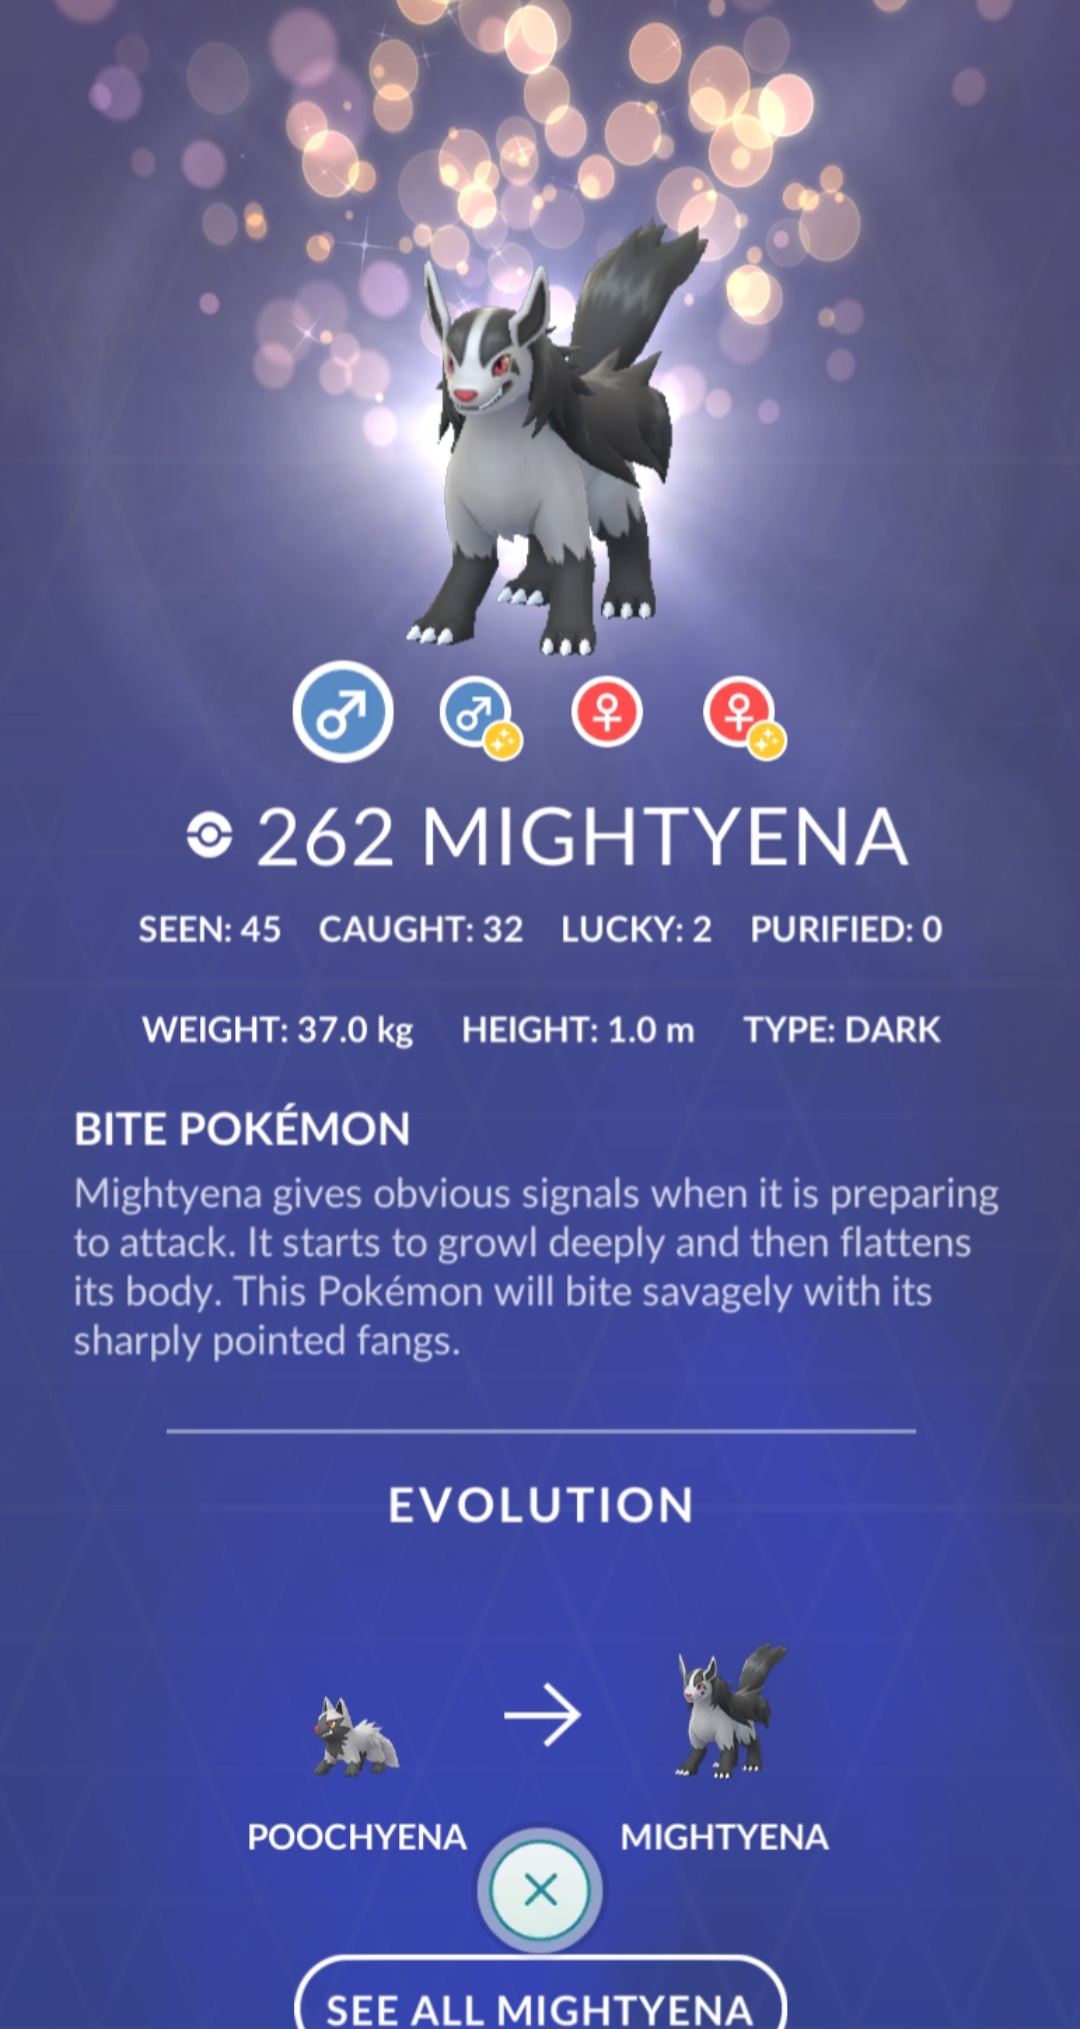 262 MIGHTYENA
SEEN: 45 CAUGHT: 32 LUCKY: 2 PURIFIED: 0
WEIGHT: 37.0 kg HEIGHT: 1.0 m TYPE: DARK
BITE POKÉMON
Mightyena gives obvious signals when it is preparing
to attack. It starts to growl deeply and then flattens
its body. This Pokémon will bite savagely with its
sharply pointed fangs.
EVOLUTION
POOCHYENA MIGHTYENA
SEE ALL MIGHTYENA